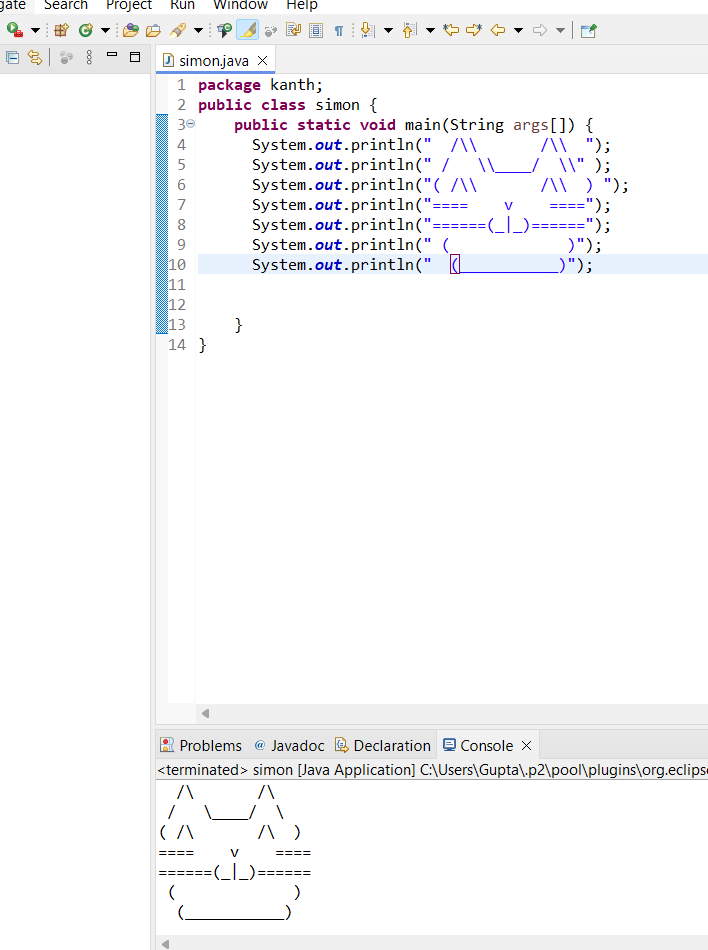 gate Search Project Run Window Help
simon.java
1 package kanth;
2 public class simon {
3     public static void main(String args[]) {
4       System.out.println("  /\\       /\\  ");
5       System.out.println(" /   \\____/  \\" );
6       System.out.println("( /\\       /\\  ) ");
7       System.out.println("====    v    ====");
8       System.out.println("======(_|_)======");
9       System.out.println(" (             )");
10       System.out.println("  (___________)");
11
12
13     }
14 }
Problems @ Javadoc Declaration Console
<terminated> simon [Java Application] C:\Users\Gupta\.p2\pool\plugins\org.eclips
  /\       /\
 /   \____/  \
( /\       /\  )
====    v    ====
======(_|_)======
 (             )
  (___________)